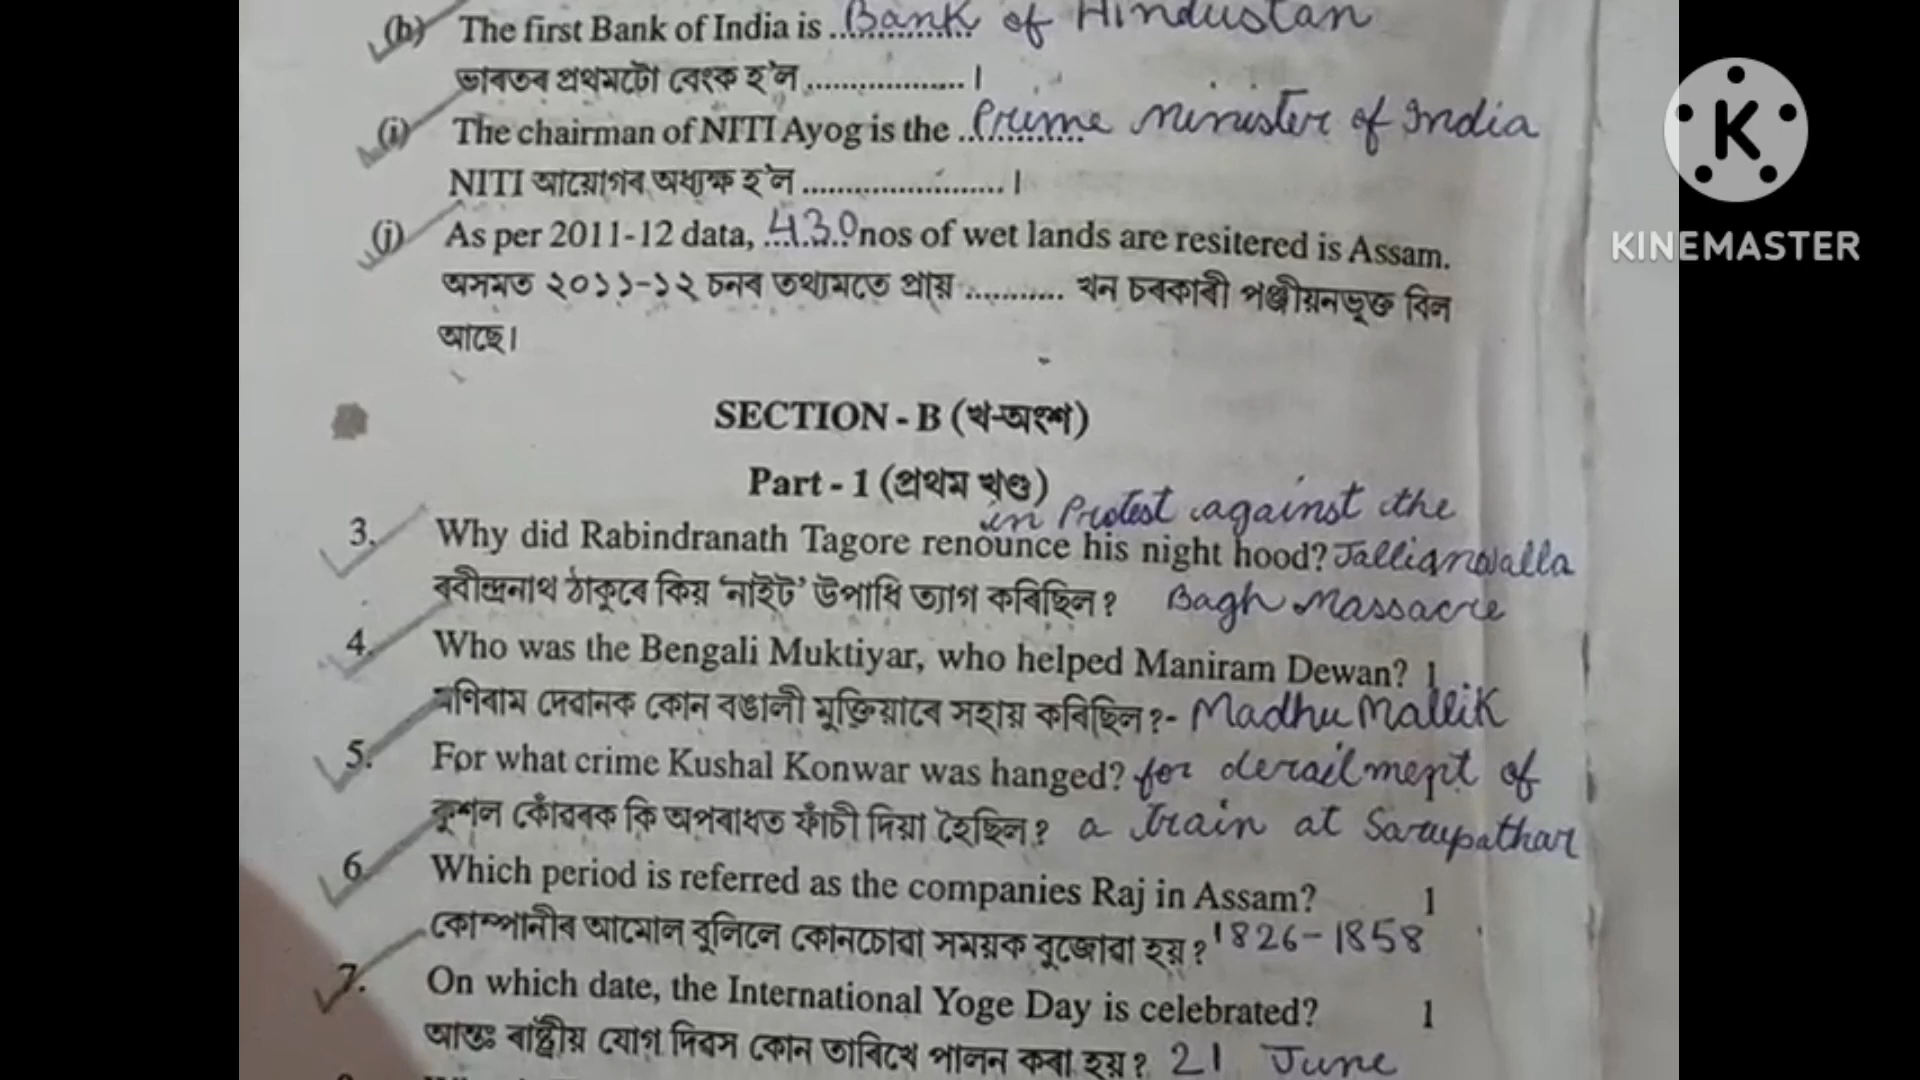 (h) The first Bank of India is .Bank of Hindustan
ভাৰতৰ প্ৰথমটো বেংক হ'ল .................. ।
(i) The chairman of NITI Ayog is the ..Prime Minister of India
NITI আয়োগৰ অধ্যক্ষ হ'ল ....................... ।
(j) As per 2011-12 data, ..430 nos of wet lands are resitered is Assam.
অসমত ২০১১-১২ চনৰ তথ্যমতে প্ৰায় ........... খন চৰকাৰী পঞ্জীয়নভূক্ত বিল
আছে।
SECTION - B (খ-অংশ)
Part - 1 (প্ৰথম খণ্ড)
in Protest against the
3. Why did Rabindranath Tagore renounce his night hood? Jallianwalla
ৰবীন্দ্ৰনাথ ঠাকুৰে কিয় 'নাইট' উপাধি ত্যাগ কৰিছিল ? Bagh Massacre
4. Who was the Bengali Muktiyar, who helped Maniram Dewan? 1
মণিৰাম দেৱানক কোন বঙালী মুক্তিয়াৰে সহায় কৰিছিল ?- Madhu Mallik
5. For what crime Kushal Konwar was hanged? for derailment of
কুশল কোঁৱৰক কি অপৰাধত ফাঁচী দিয়া হৈছিল ? a train at Sarupathar
6. Which period is referred as the companies Raj in Assam? 1
কোম্পানীৰ আমোল বুলিলে কোনচোৱা সময়ক বুজোৱা হয় ? 1826-1858
7. On which date, the International Yoge Day is celebrated? 1
আন্তঃ ৰাষ্ট্ৰীয় যোগ দিৱস কোন তাৰিখে পালন কৰা হয় ? 21 June
K
KINEMASTER